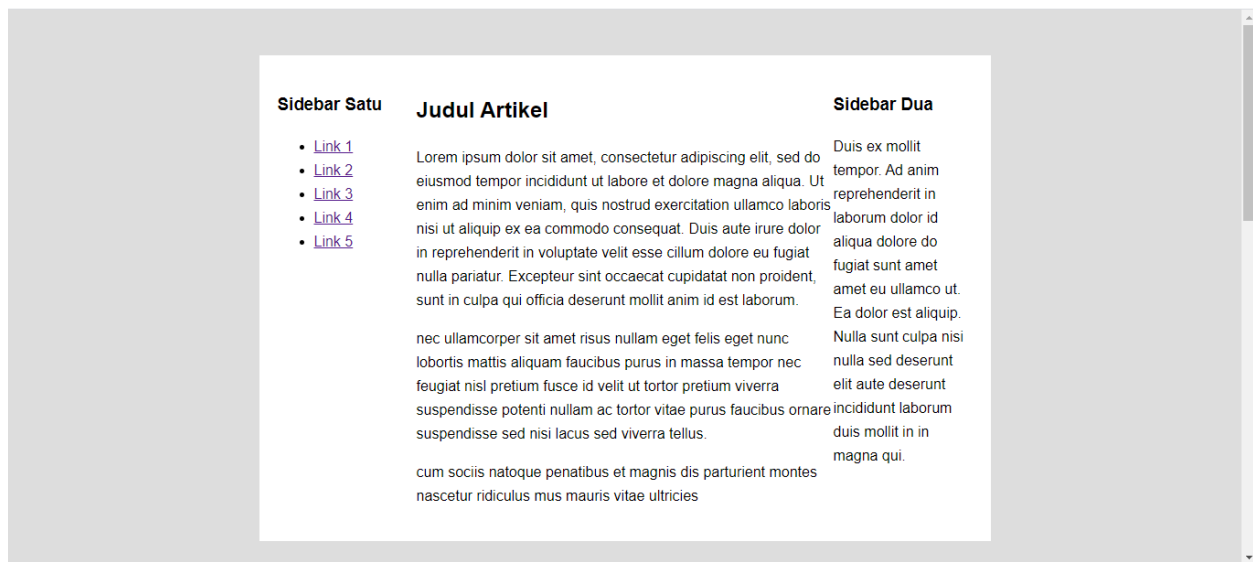 Sidebar Satu
Link 1
Link 2
Link 3
Link 4
Link 5
Judul Artikel
Lorem ipsum dolor sit amet, consectetur adipiscing elit, sed do
eiusmod tempor incididunt ut labore et dolore magna aliqua. Ut
enim ad minim veniam, quis nostrud exercitation ullamco laboris
nisi ut aliquip ex ea commodo consequat. Duis aute irure dolor
in reprehenderit in voluptate velit esse cillum dolore eu fugiat
nulla pariatur. Excepteur sint occaecat cupidatat non proident,
sunt in culpa qui officia deserunt mollit anim id est laborum.
nec ullamcorper sit amet risus nullam eget felis eget nunc
lobortis mattis aliquam faucibus purus in massa tempor nec
feugiat nisl pretium fusce id velit ut tortor pretium viverra
suspendisse potenti nullam ac tortor vitae purus faucibus ornare
suspendisse sed nisi lacus sed viverra tellus.
cum sociis natoque penatibus et magnis dis parturient montes
nascetur ridiculus mus mauris vitae ultricies
Sidebar Dua
Duis ex mollit
tempor. Ad anim
reprehenderit in
laborum dolor id
aliqua dolore do
fugiat sunt amet
amet eu ullamco ut.
Ea dolor est aliquip.
Nulla sunt culpa nisi
nulla sed deserunt
elit aute deserunt
incididunt laborum
duis mollit in in
magna qui.